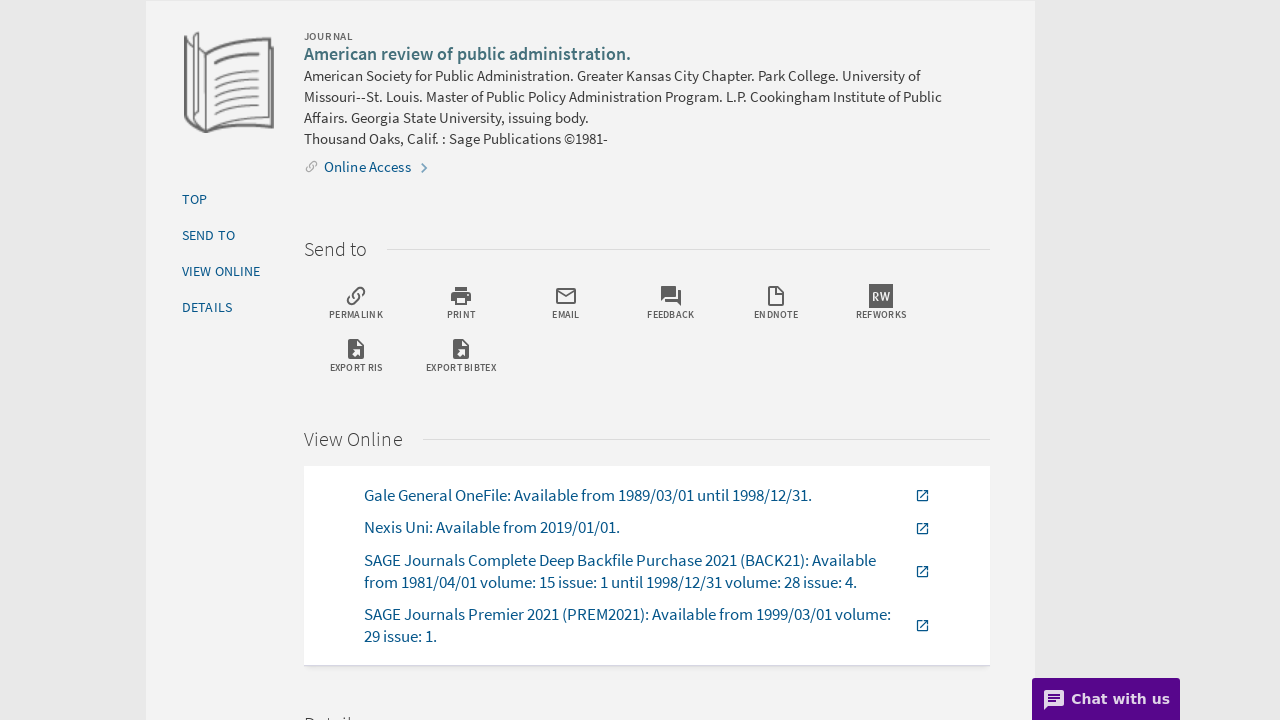 JOURNAL
American review of public administration.
American Society for Public Administration. Greater Kansas City Chapter. Park College. University of
Missouri--St. Louis. Master of Public Policy Administration Program. L.P. Cookingham Institute of Public
Affairs. Georgia State University, issuing body.
Thousand Oaks, Calif. : Sage Publications ©1981-
Online Access
TOP
SEND TO
VIEW ONLINE
DETAILS
Send to
PERMALINK
PRINT
EMAIL
FEEDBACK
ENDNOTE
RW
REFWORKS
EXPORT RIS
EXPORT BIBTEX
View Online
Gale General OneFile: Available from 1989/03/01 until 1998/12/31.
Nexis Uni: Available from 2019/01/01.
SAGE Journals Complete Deep Backfile Purchase 2021 (BACK21): Available
from 1981/04/01 volume: 15 issue: 1 until 1998/12/31 volume: 28 issue: 4.
SAGE Journals Premier 2021 (PREM2021): Available from 1999/03/01 volume:
29 issue: 1.
Chat with us